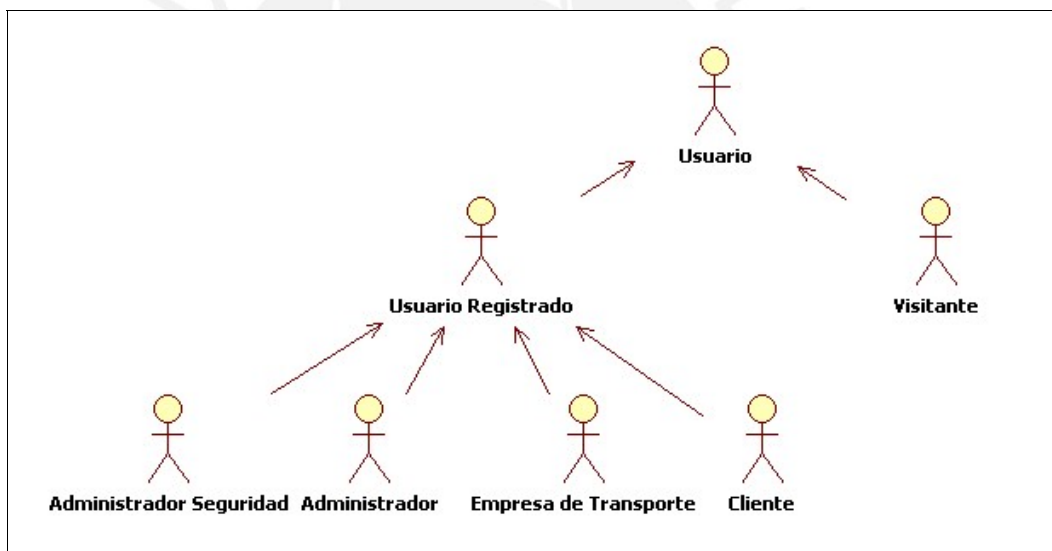 Usuario
Usuario Registrado
Visitante
Administrador Seguridad
Administrador
Empresa de Transporte
Cliente